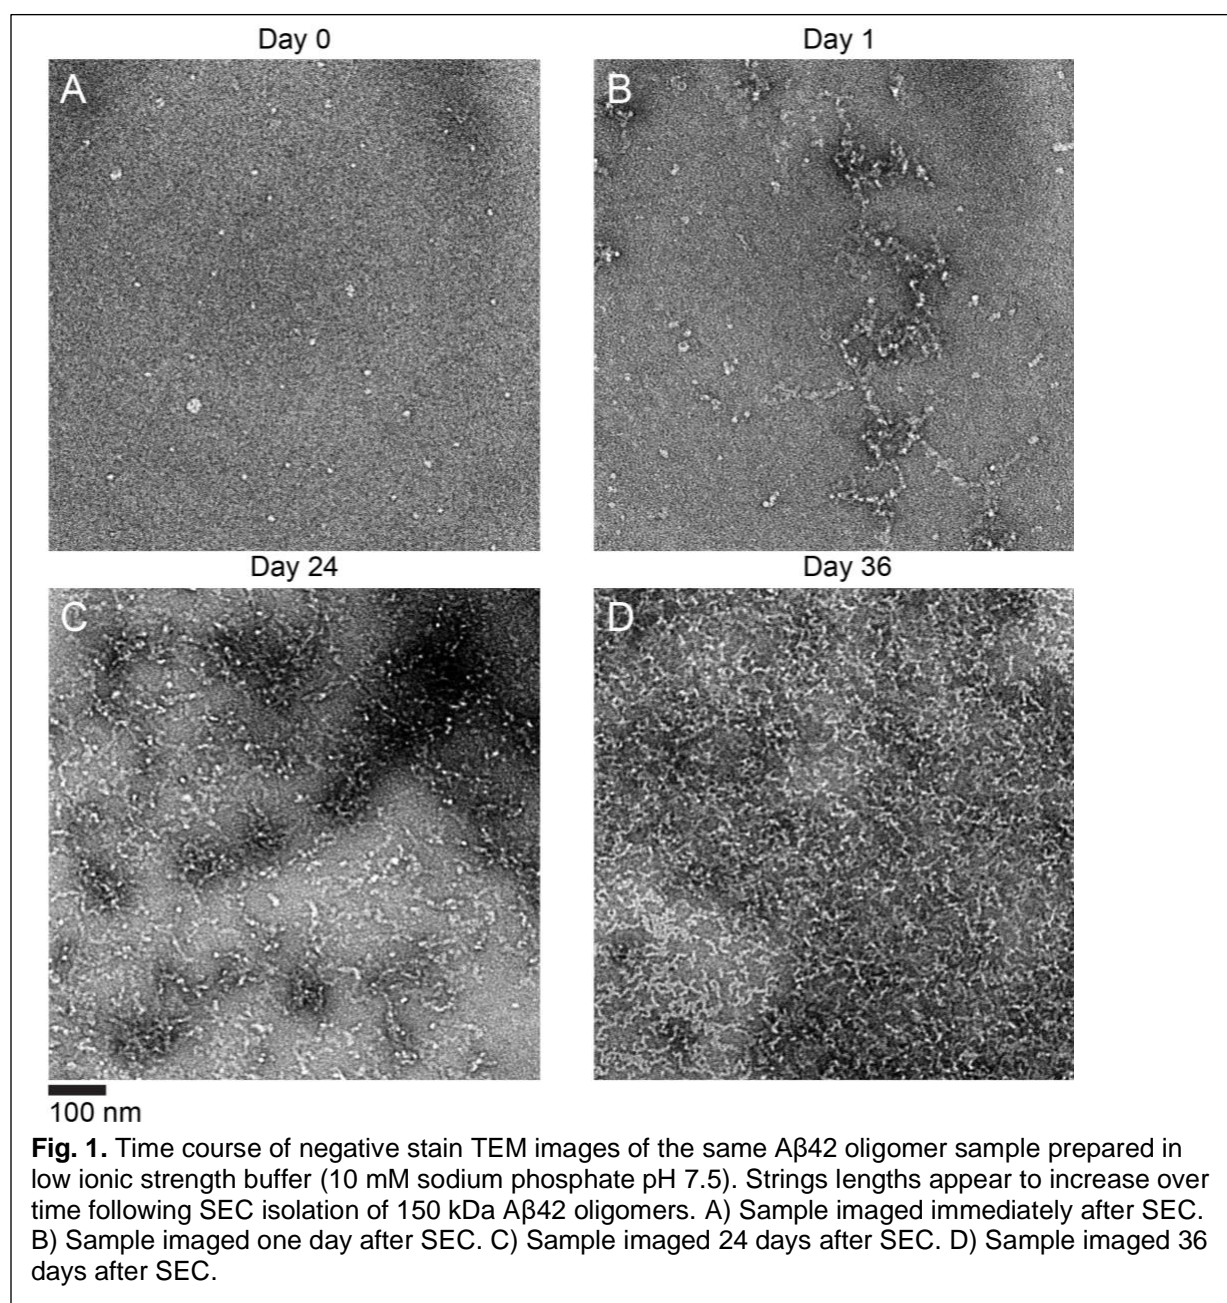 Day 0
Day 1
A
B
Day 24
Day 36
C
D
100 nm
Fig. 1. Time course of negative stain TEM images of the same Aβ42 oligomer sample prepared in
low ionic strength buffer (10 mM sodium phosphate pH 7.5). Strings lengths appear to increase over
time following SEC isolation of 150 kDa Aβ42 oligomers. A) Sample imaged immediately after SEC.
B) Sample imaged one day after SEC. C) Sample imaged 24 days after SEC. D) Sample imaged 36
days after SEC.